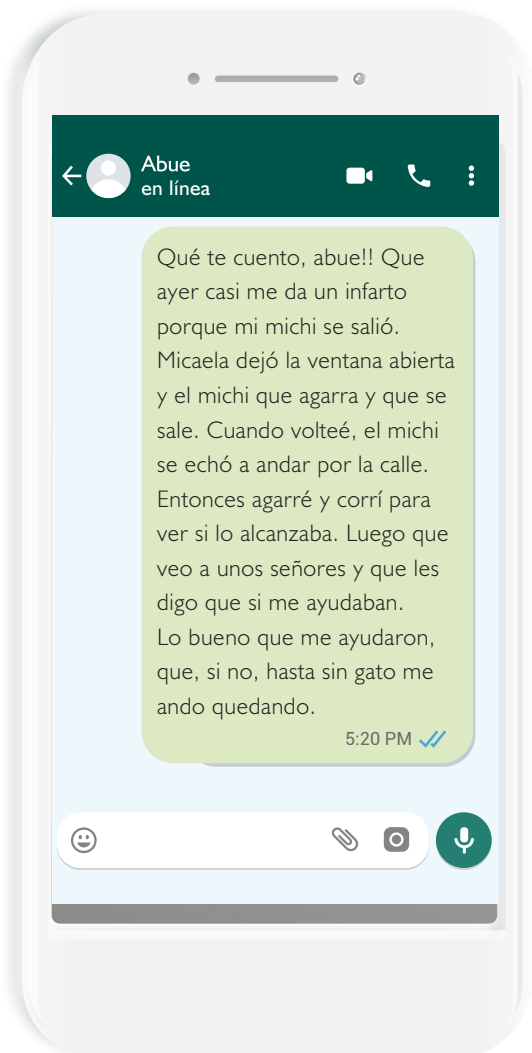 Abue
en línea
Qué te cuento, abue!! Que
ayer casi me da un infarto
porque mi michi se salió.
Micaela dejó la ventana abierta
y el michi que agarra y que se
sale. Cuando volteé, el michi
se echó a andar por la calle.
Entonces agarré y corrí para
ver si lo alcanzaba. Luego que
veo a unos señores y que les
digo que si me ayudaban.
Lo bueno que me ayudaron,
que, si no, hasta sin gato me
ando quedando.
5:20 PM